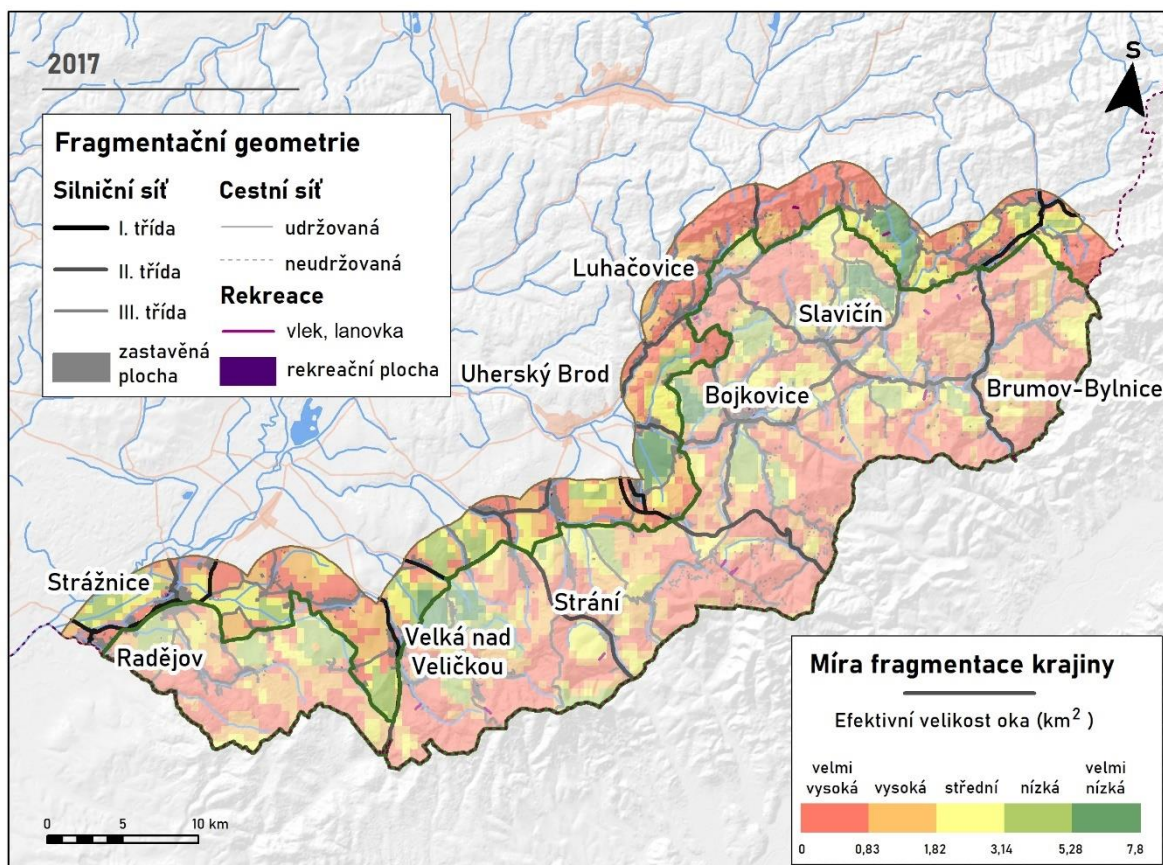 2017
S
Fragmentační geometrie
Silniční síť
I. třída
II. třída
III. třída
zastavěná
plocha
Cestní síť
udržovaná
neudržovaná
Rekreace
vlek, lanovka
rekreační plocha
Luhačovice
Slavičín
Uherský Brod
Bojkovice
Brumov-Bylnice
Strážnice
Radějov
Velká nad
Veličkou
Strání
0 5 10 km
Míra fragmentace krajiny
Efektivní velikost oka (km²)
velmi
vysoká
vysoká
střední
nízká
velmi
nízká
0 0,83 1,82 3,14 5,28 7,8